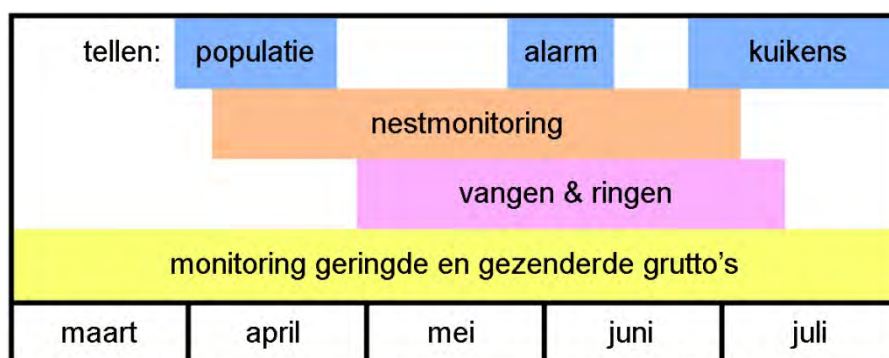 tellen: populatie alarm kuikens
nestmonitoring
vangen & ringen
monitoring geringde en gezenderde grutto's
maart april mei juni juli